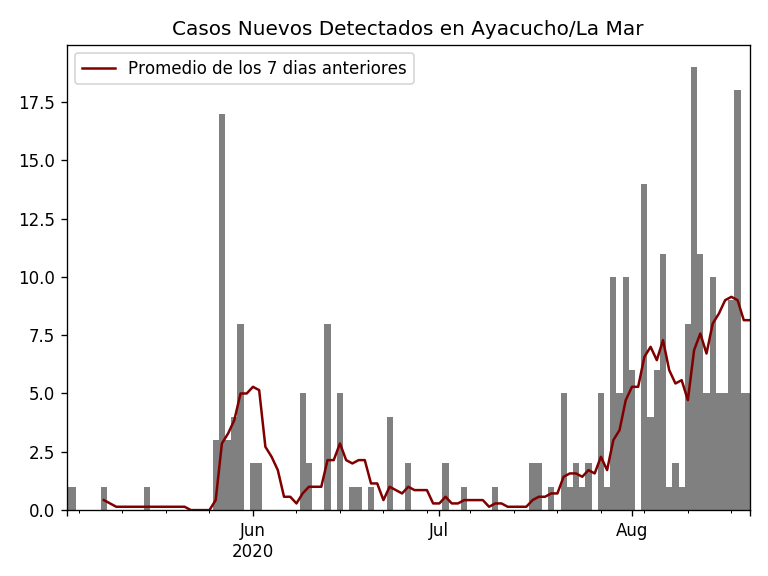 Casos Nuevos Detectados en Ayacucho/La Mar
Promedio de los 7 dias anteriores
17.5
15.0
12.5
10.0
7.5
5.0
2.5
0.0
Jun
2020
Jul
Aug